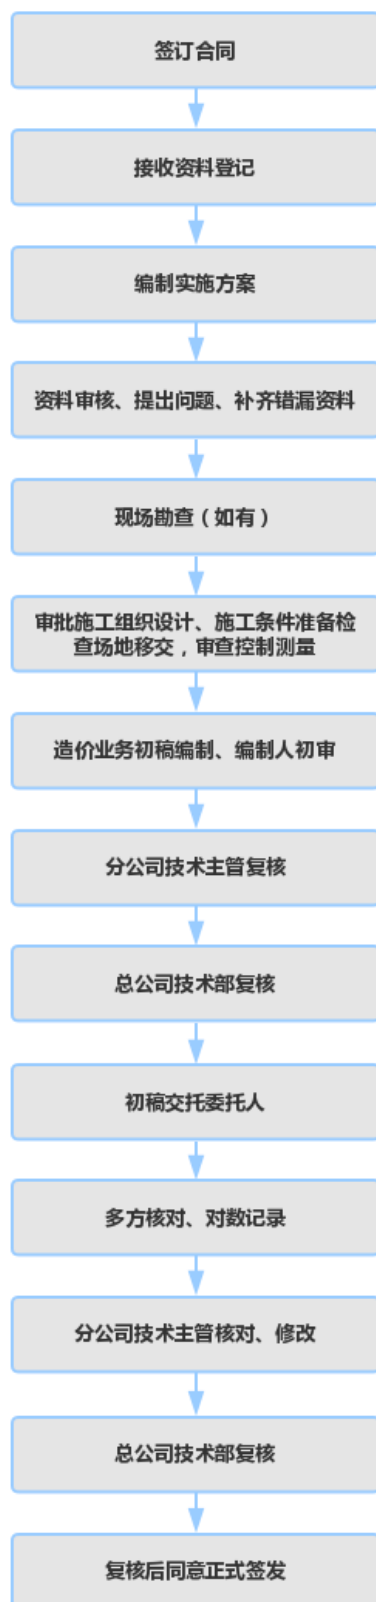 签订合同
接收资料登记
编制实施方案
资料审核、提出问题、补齐错漏资料
现场勘查（如有）
审批施工组织设计、施工条件准备检
查场地移交，审查控制测量
造价业务初稿编制、编制人初审
分公司技术主管复核
总公司技术部复核
初稿交托委托人
多方核对、对数记录
分公司技术主管核对、修改
总公司技术部复核
复核后同意正式签发